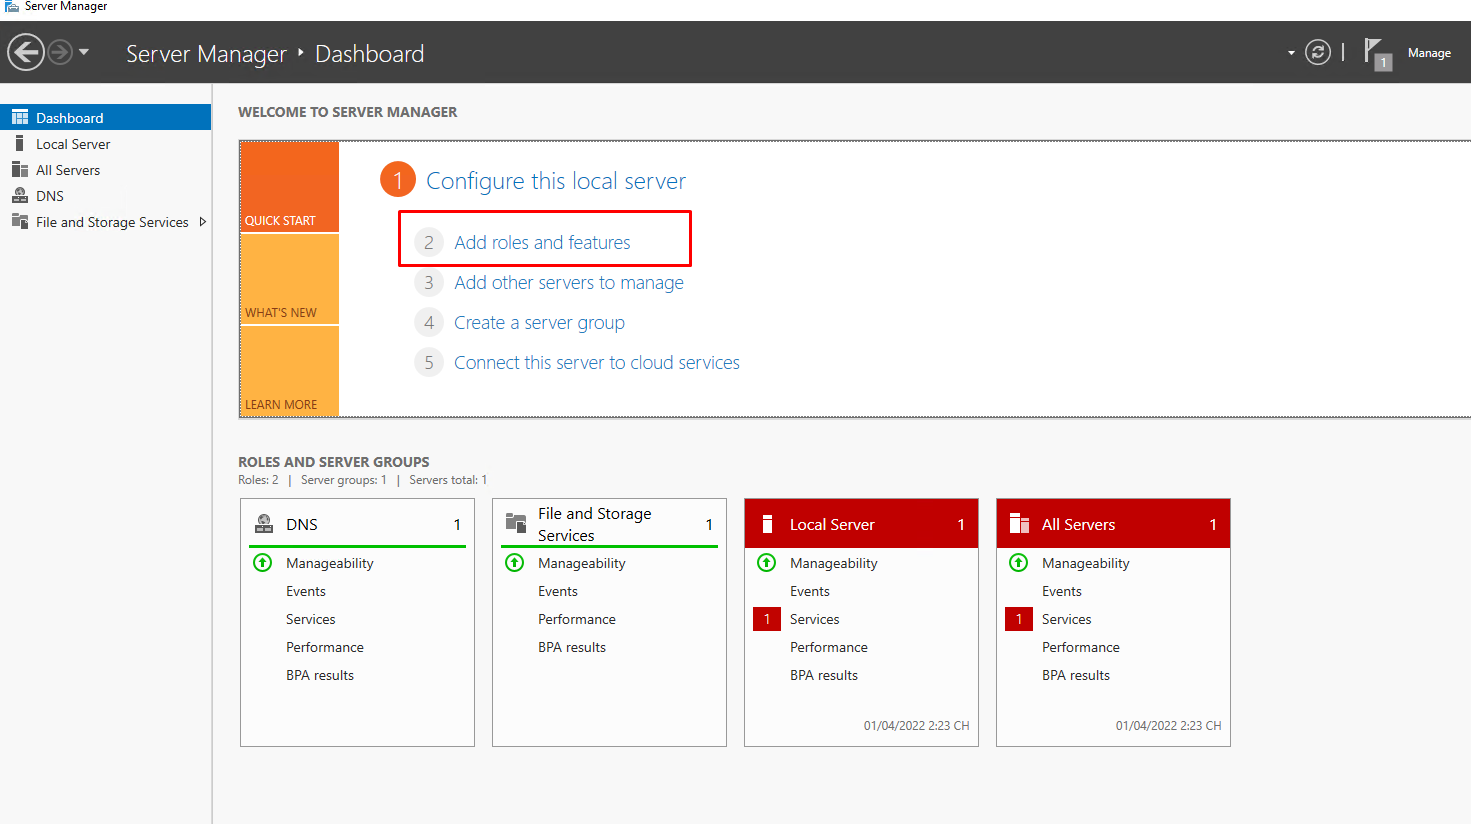 Server Manager
Server Manager ‣ Dashboard
1
Manage
Dashboard
Local Server
All Servers
DNS
File and Storage Services
WELCOME TO SERVER MANAGER
QUICK START
WHAT'S NEW
LEARN MORE
1 Configure this local server
2 Add roles and features
3 Add other servers to manage
4 Create a server group
5 Connect this server to cloud services
ROLES AND SERVER GROUPS
Roles: 2 | Server groups: 1 | Servers total: 1
DNS 1
Manageability
Events
Services
Performance
BPA results
File and Storage
Services 1
Manageability
Events
Performance
BPA results
Local Server 1
Manageability
Events
1 Services
Performance
BPA results
01/04/2022 2:23 CH
All Servers 1
Manageability
Events
1 Services
Performance
BPA results
01/04/2022 2:23 CH